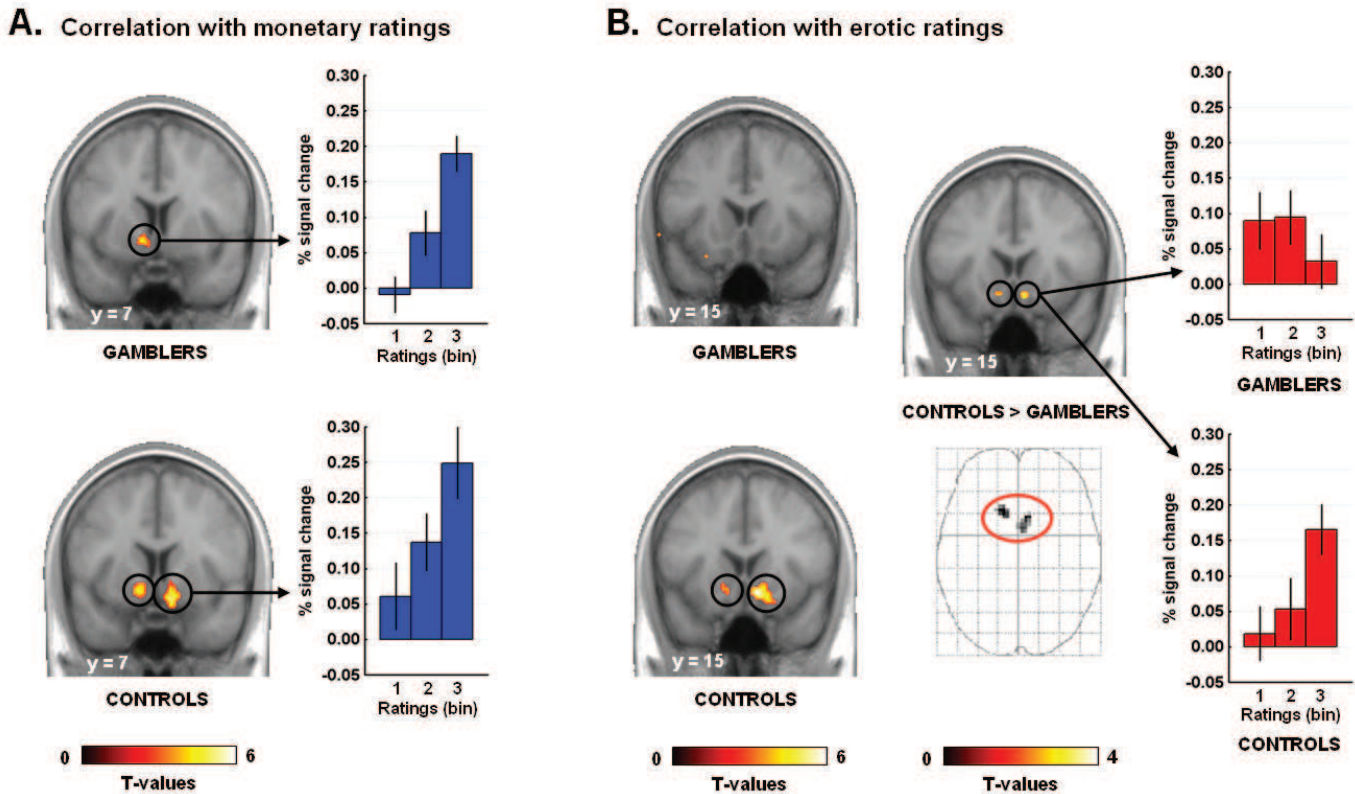 A. Correlation with monetary ratings
0.30
0.25
0.20
0.15
0.10
0.05
0.00
-0.05
% signal change
1 2 3
Ratings (bin)
y = 7
GAMBLERS
0.30
0.25
0.20
0.15
0.10
0.05
0.00
-0.05
% signal change
1 2 3
Ratings (bin)
y = 7
CONTROLS
0 6
T-values
B. Correlation with erotic ratings
y = 15
GAMBLERS
y = 15
CONTROLS > GAMBLERS
0.30
0.25
0.20
0.15
0.10
0.05
0.00
-0.05
% signal change
1 2 3
Ratings (bin)
GAMBLERS
y = 15
CONTROLS
0.30
0.25
0.20
0.15
0.10
0.05
0.00
-0.05
% signal change
1 2 3
Ratings (bin)
CONTROLS
0 6
T-values
0 4
T-values